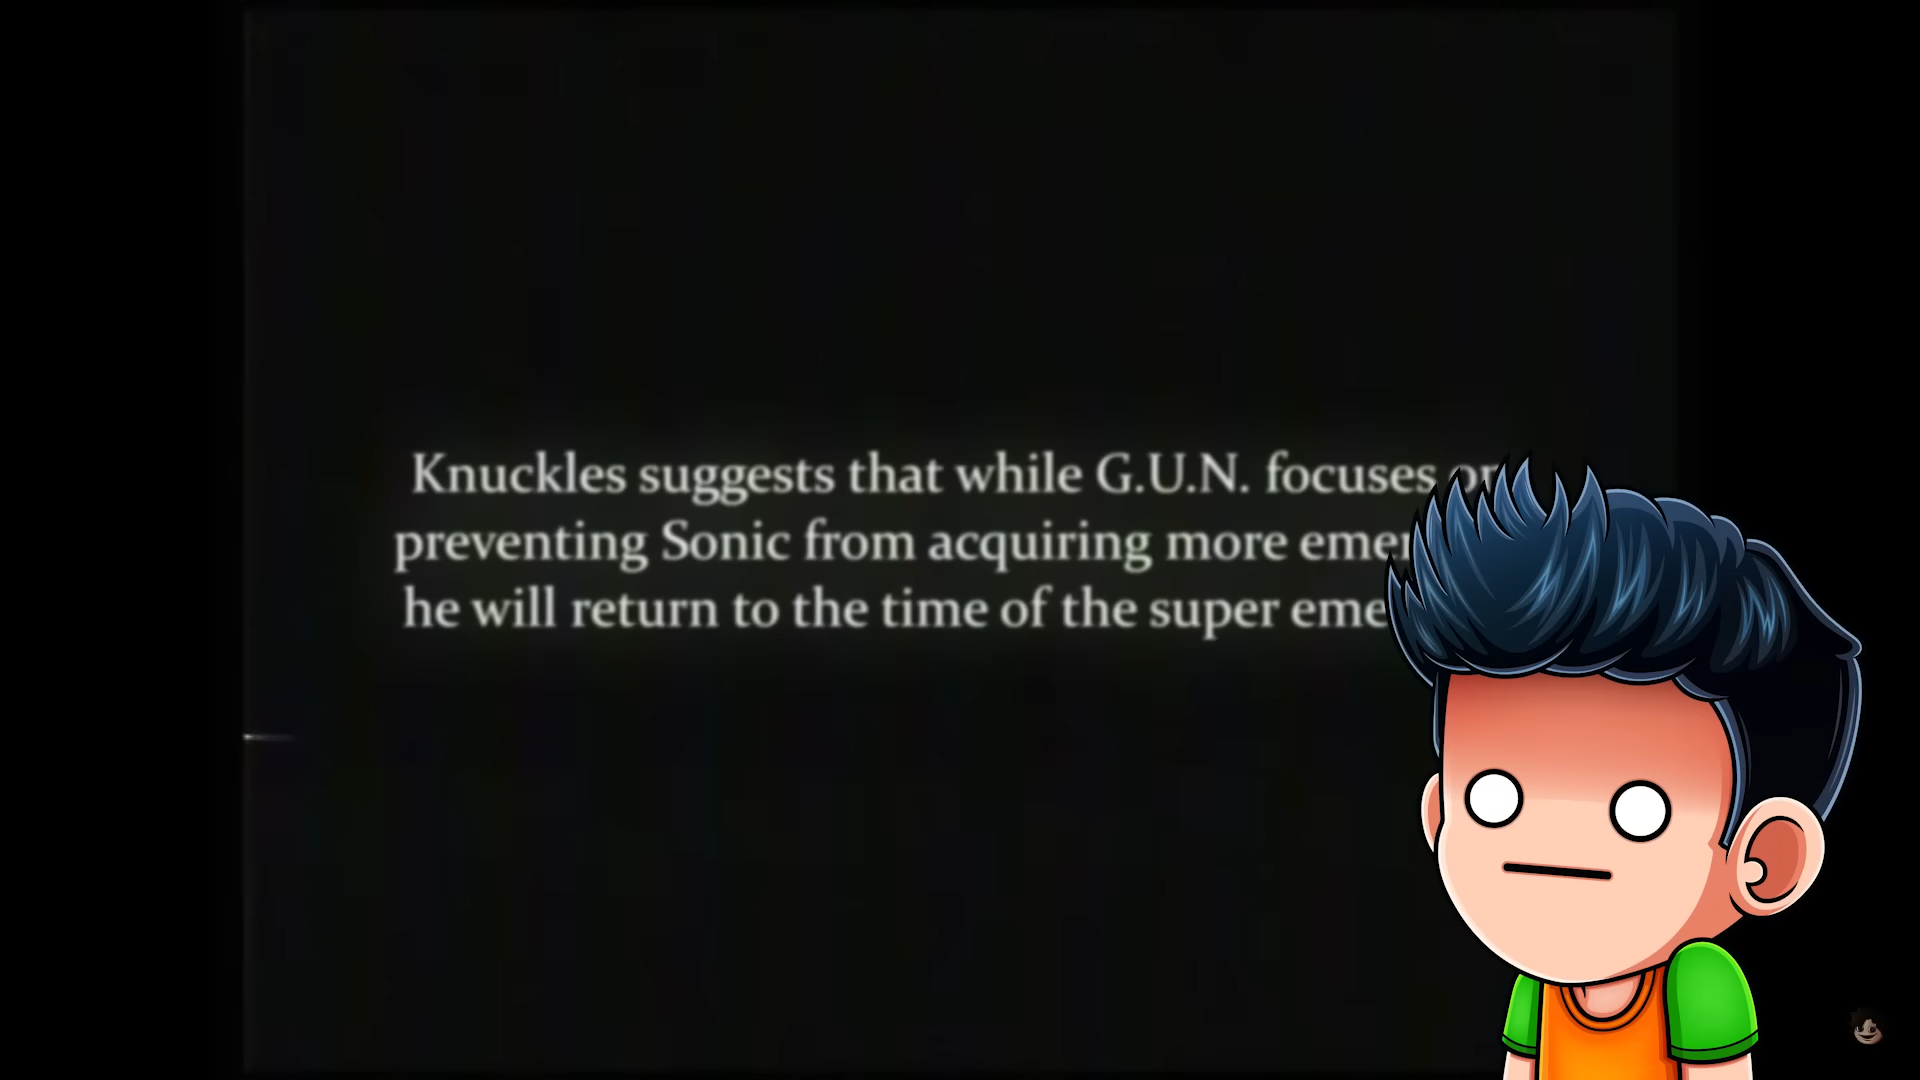 Knuckles suggests that while G.U.N. focuses on
preventing Sonic from acquiring more
he will return to the time of the super